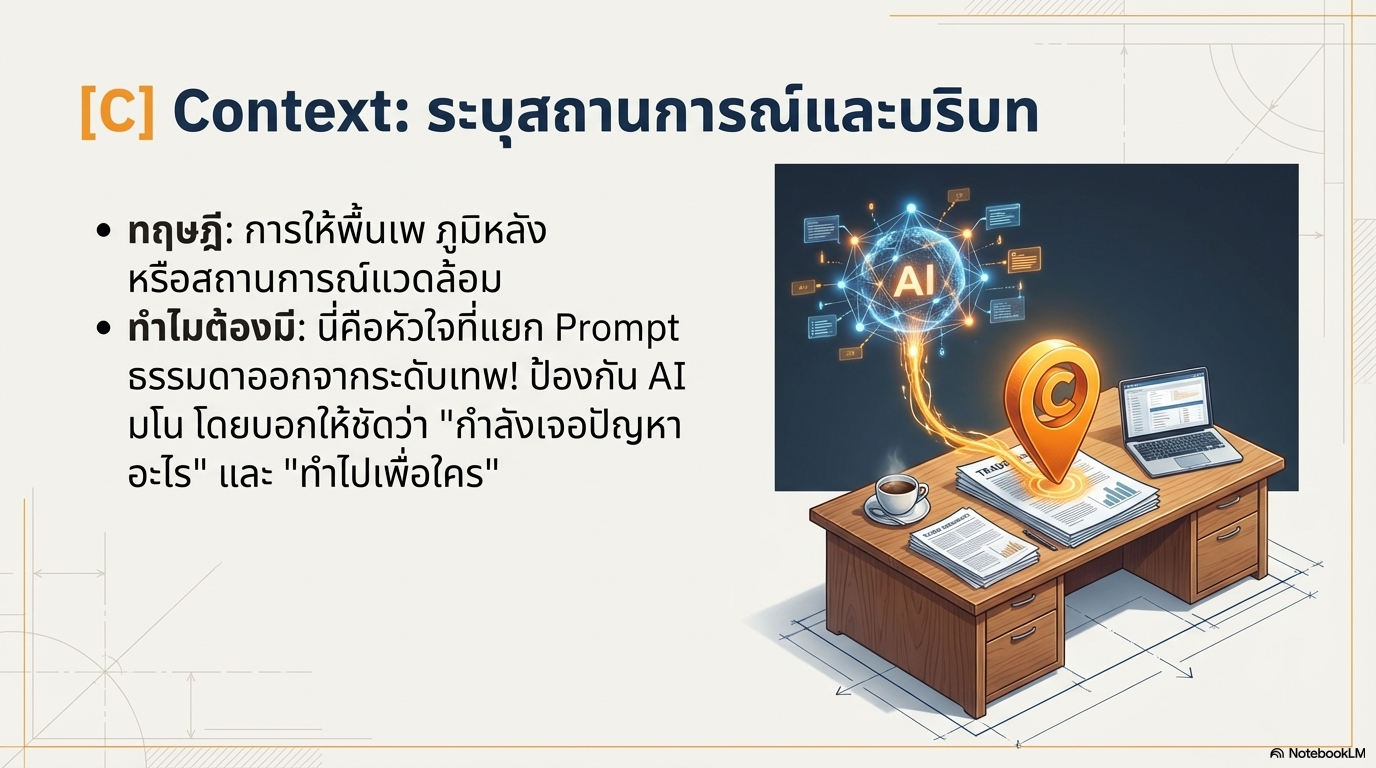 [C] Context: ระบุสถานการณ์และบริบท
• ทฤษฎี: การให้พื้นเพ ภูมิหลัง
หรือสถานการณ์แวดล้อม
• ทำไมต้องมี: นี่คือหัวใจที่แยก Prompt
ธรรมดาออกจากระดับเทพ! ป้องกัน AI
มโน โดยบอกให้ชัดว่า "กำลังเจอปัญหา
อะไร" และ "ทำไปเพื่อใคร"
AI
C
NotebookLM